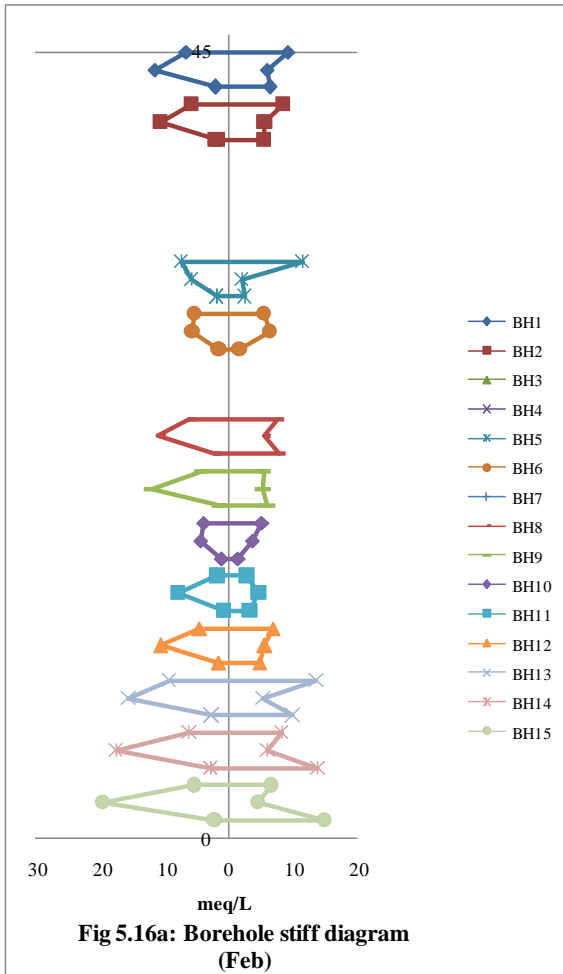 45
BH1
BH2
BH3
BH4
BH5
BH6
BH7
BH8
BH9
BH10
BH11
BH12
BH13
BH14
BH15
0
30 20 10 0 10 20
meq/L
Fig 5.16a: Borehole stiff diagram
(Feb)